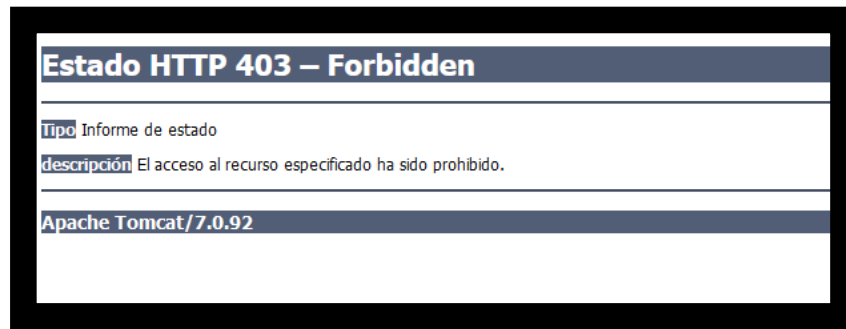 Estado HTTP 403 – Forbidden
Tipo Informe de estado
descripción El acceso al recurso especificado ha sido prohibido.
Apache Tomcat/7.0.92